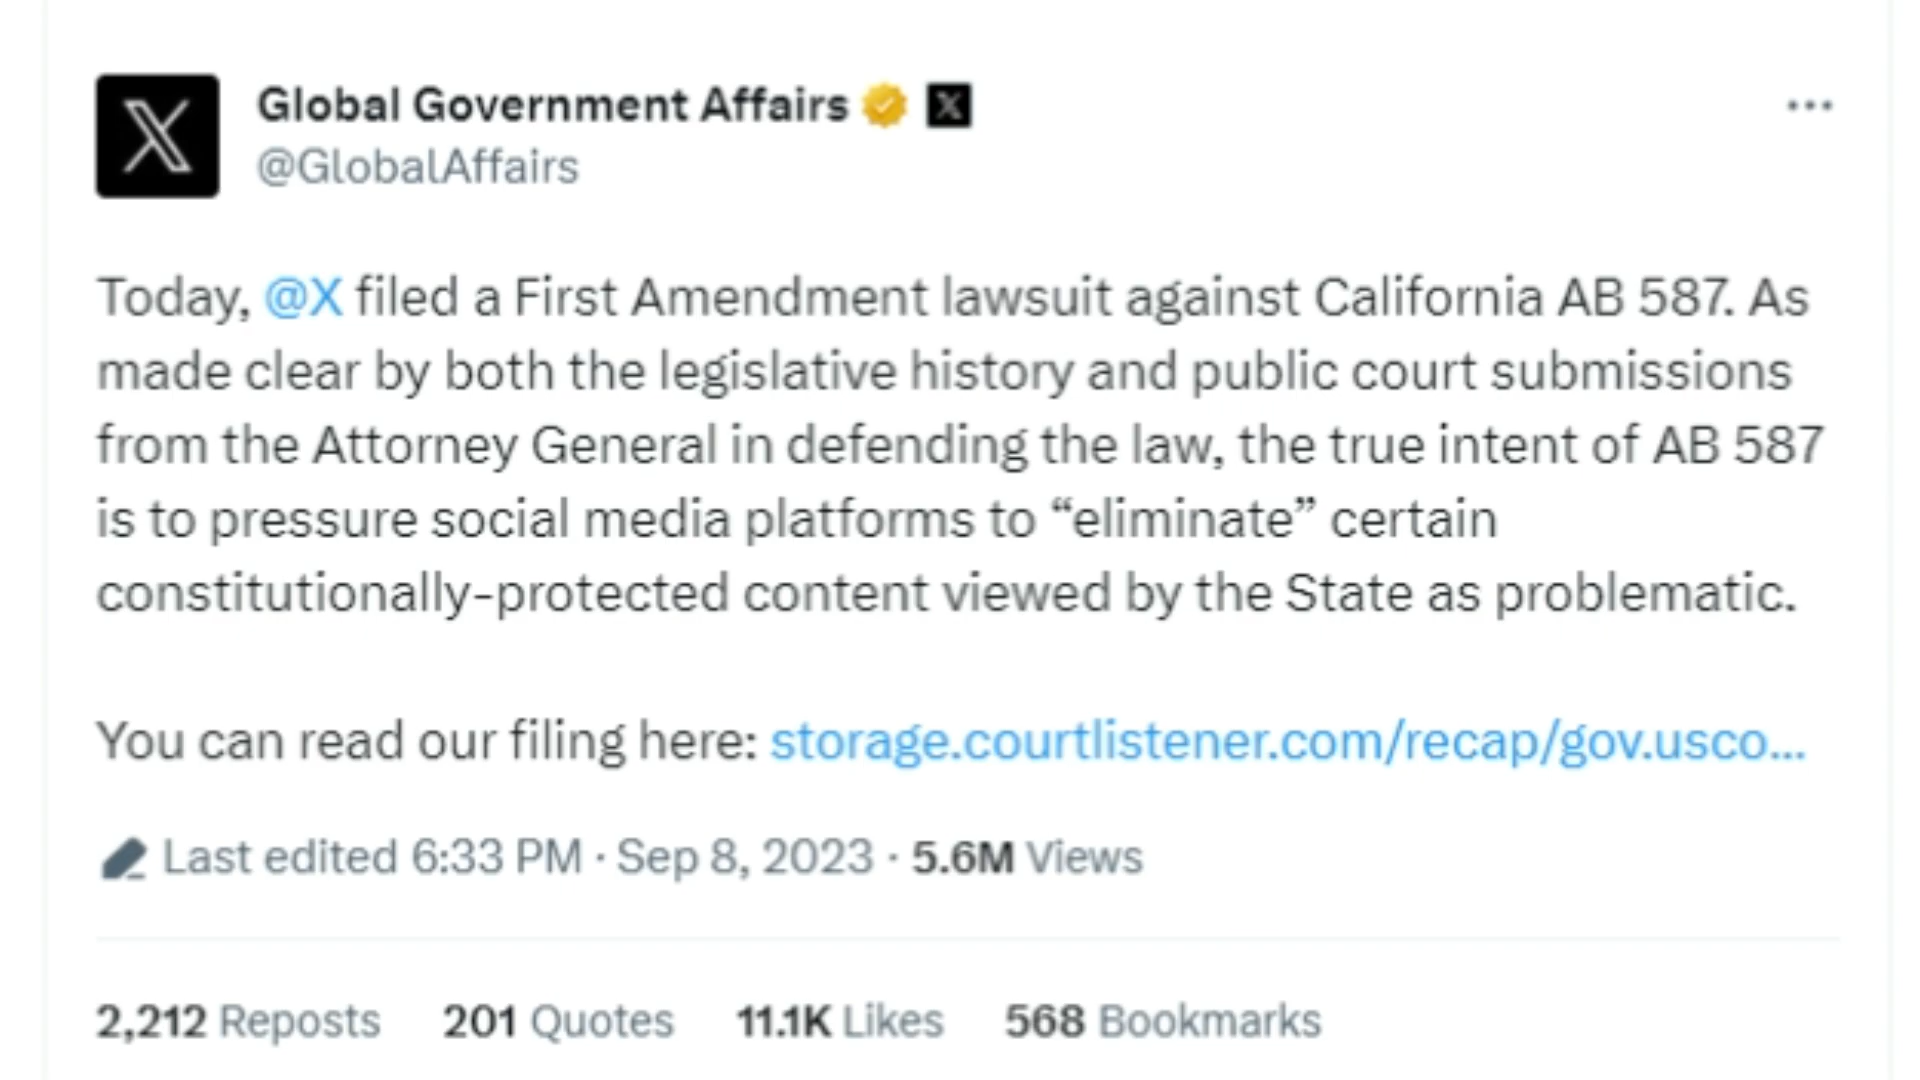 Global Government Affairs
@GlobalAffairs
Today, @X filed a First Amendment lawsuit against California AB 587. As
made clear by both the legislative history and public court submissions
from the Attorney General in defending the law, the true intent of AB 587
is to pressure social media platforms to “eliminate” certain
constitutionally-protected content viewed by the State as problematic.
You can read our filing here: storage.courtlistener.com/recap/gov.usco...
Last edited 6:33 PM · Sep 8, 2023 · 5.6M Views
2,212 Reposts 201 Quotes 11.1K Likes 568 Bookmarks